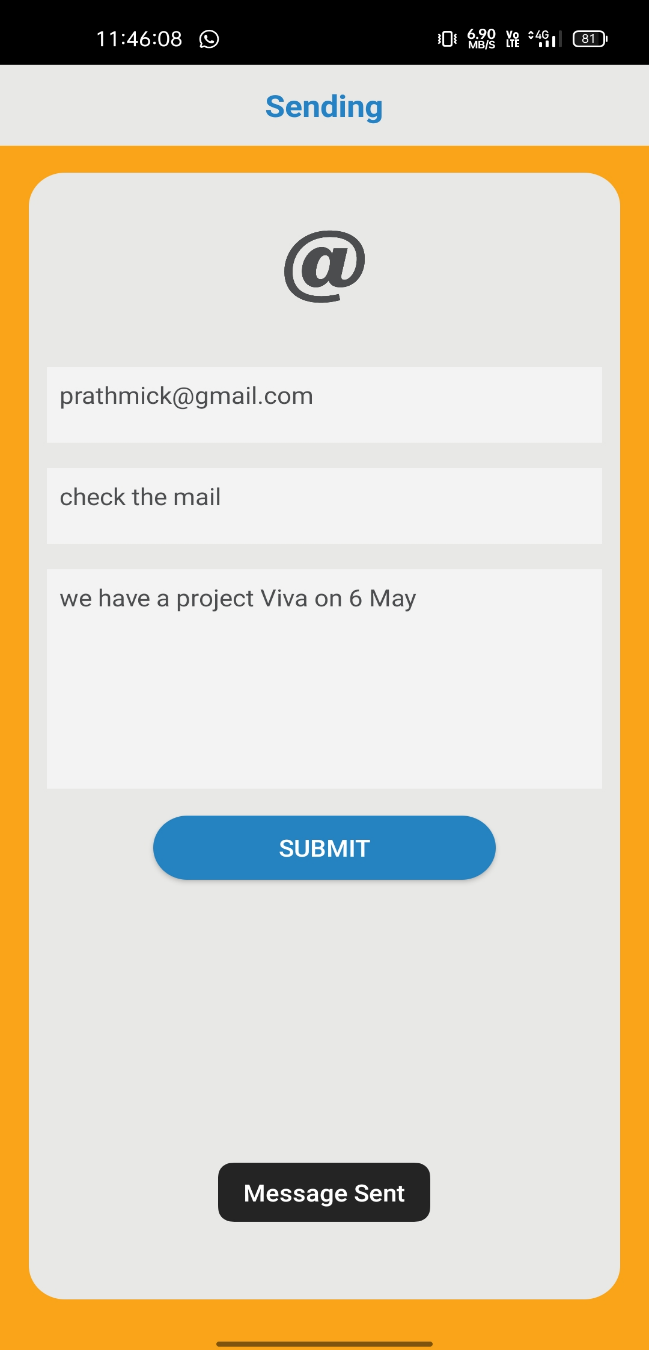 11:46:08 6.90 MB/S Vo LTE 4G 81
Sending
@
prathmick@gmail.com
check the mail
we have a project Viva on 6 May
SUBMIT
Message Sent